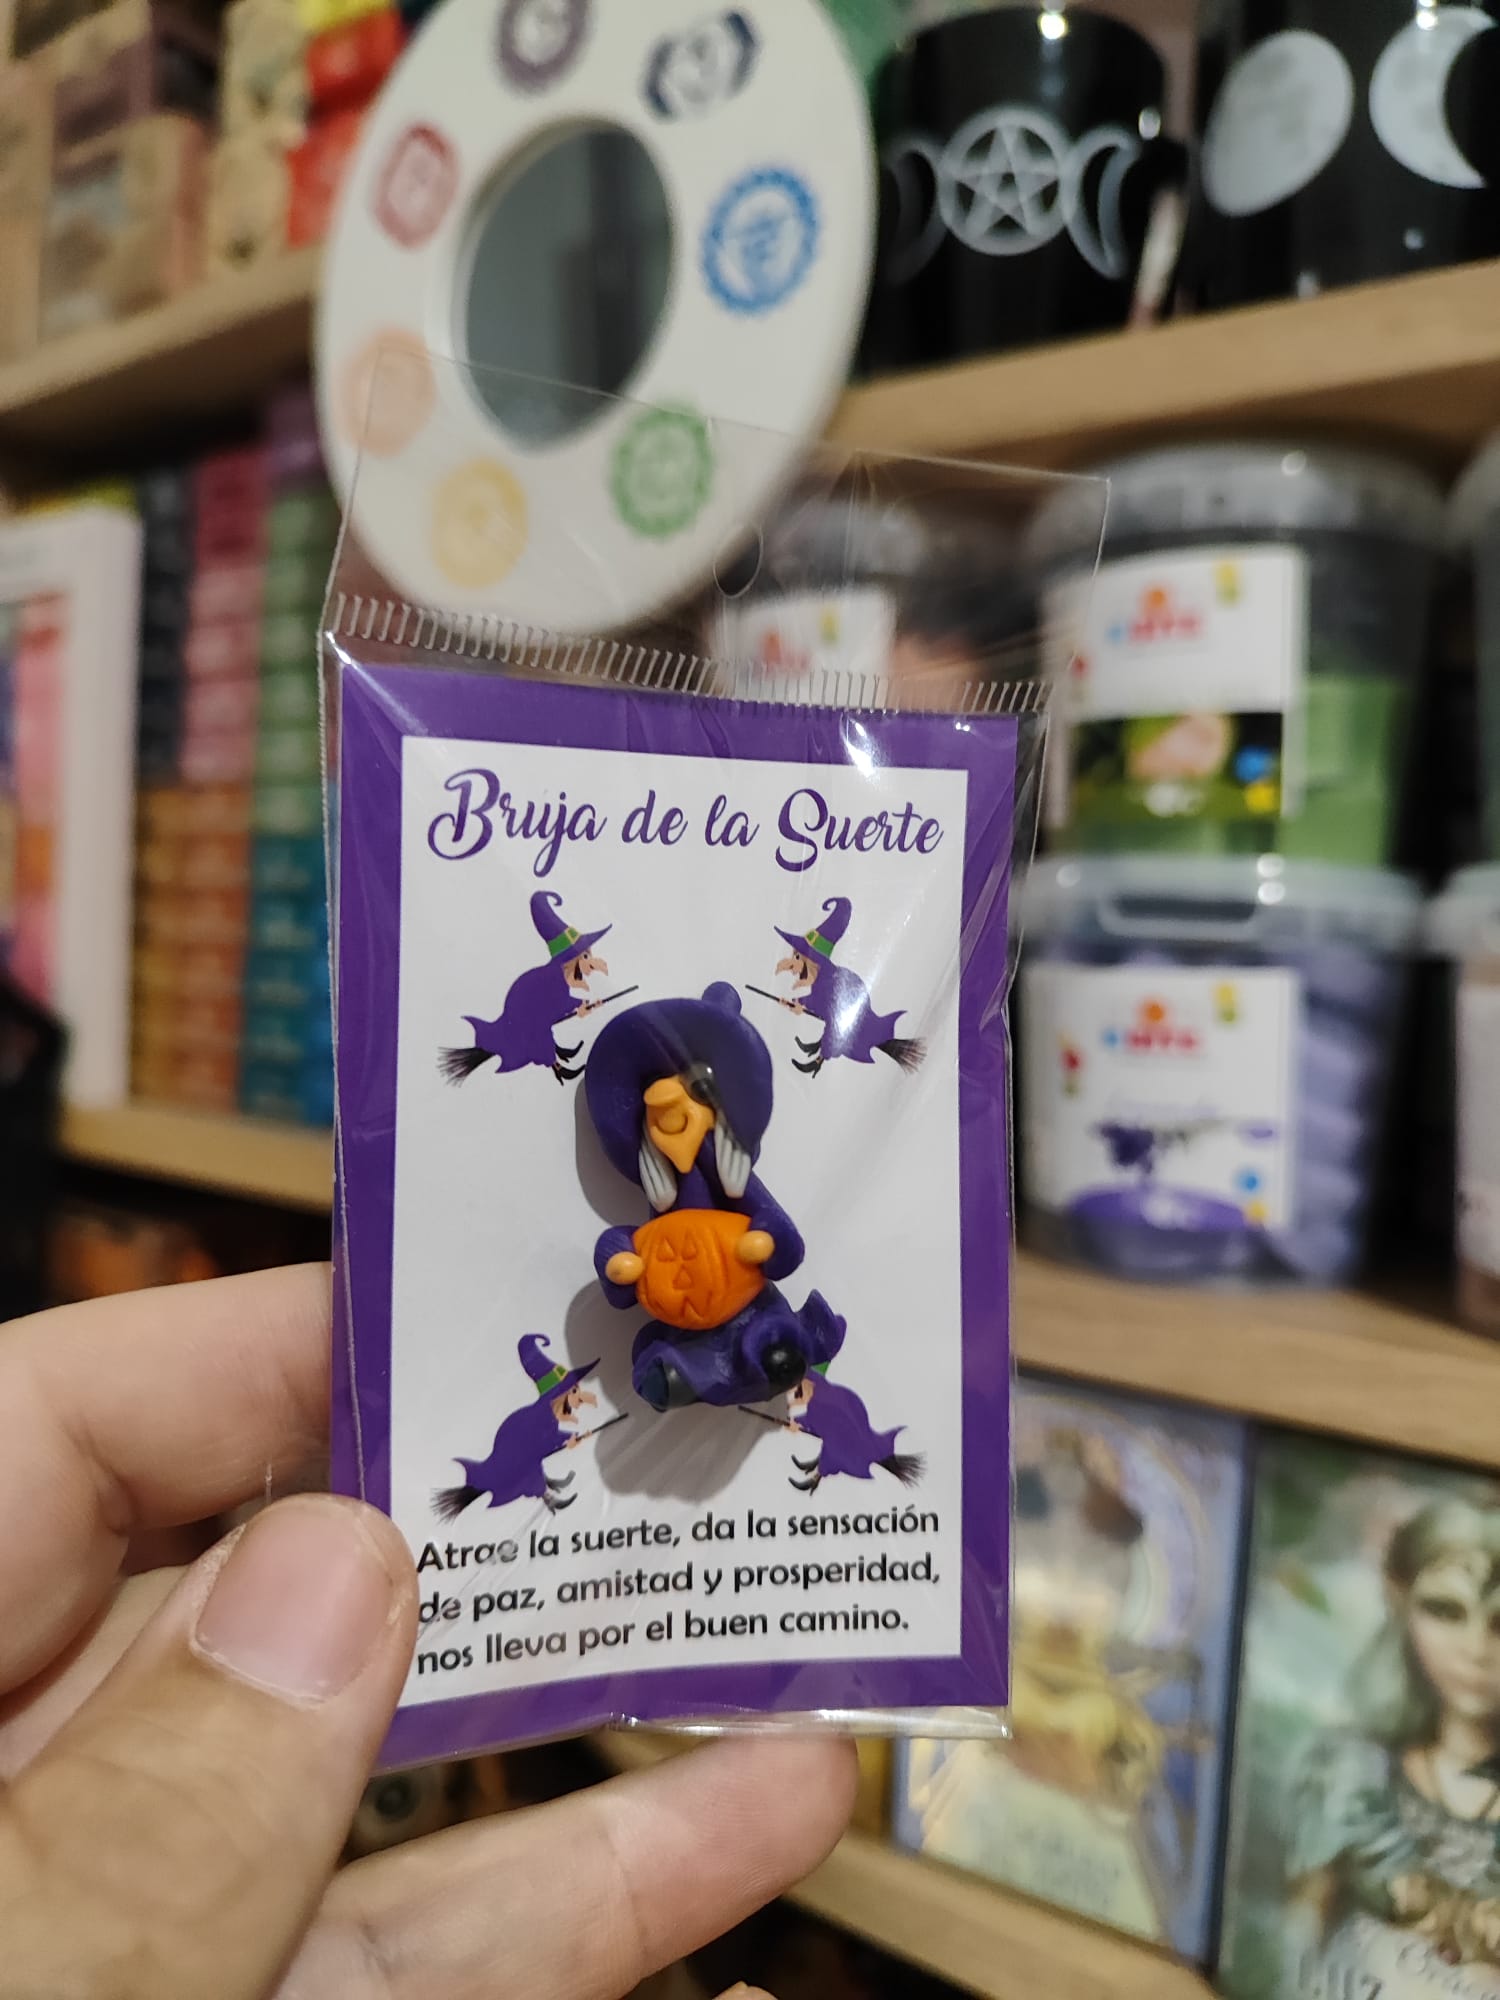 Bruja de la Suerte
Atrae la suerte, da la sensación
de paz, amistad y prosperidad,
nos lleva por el buen camino.